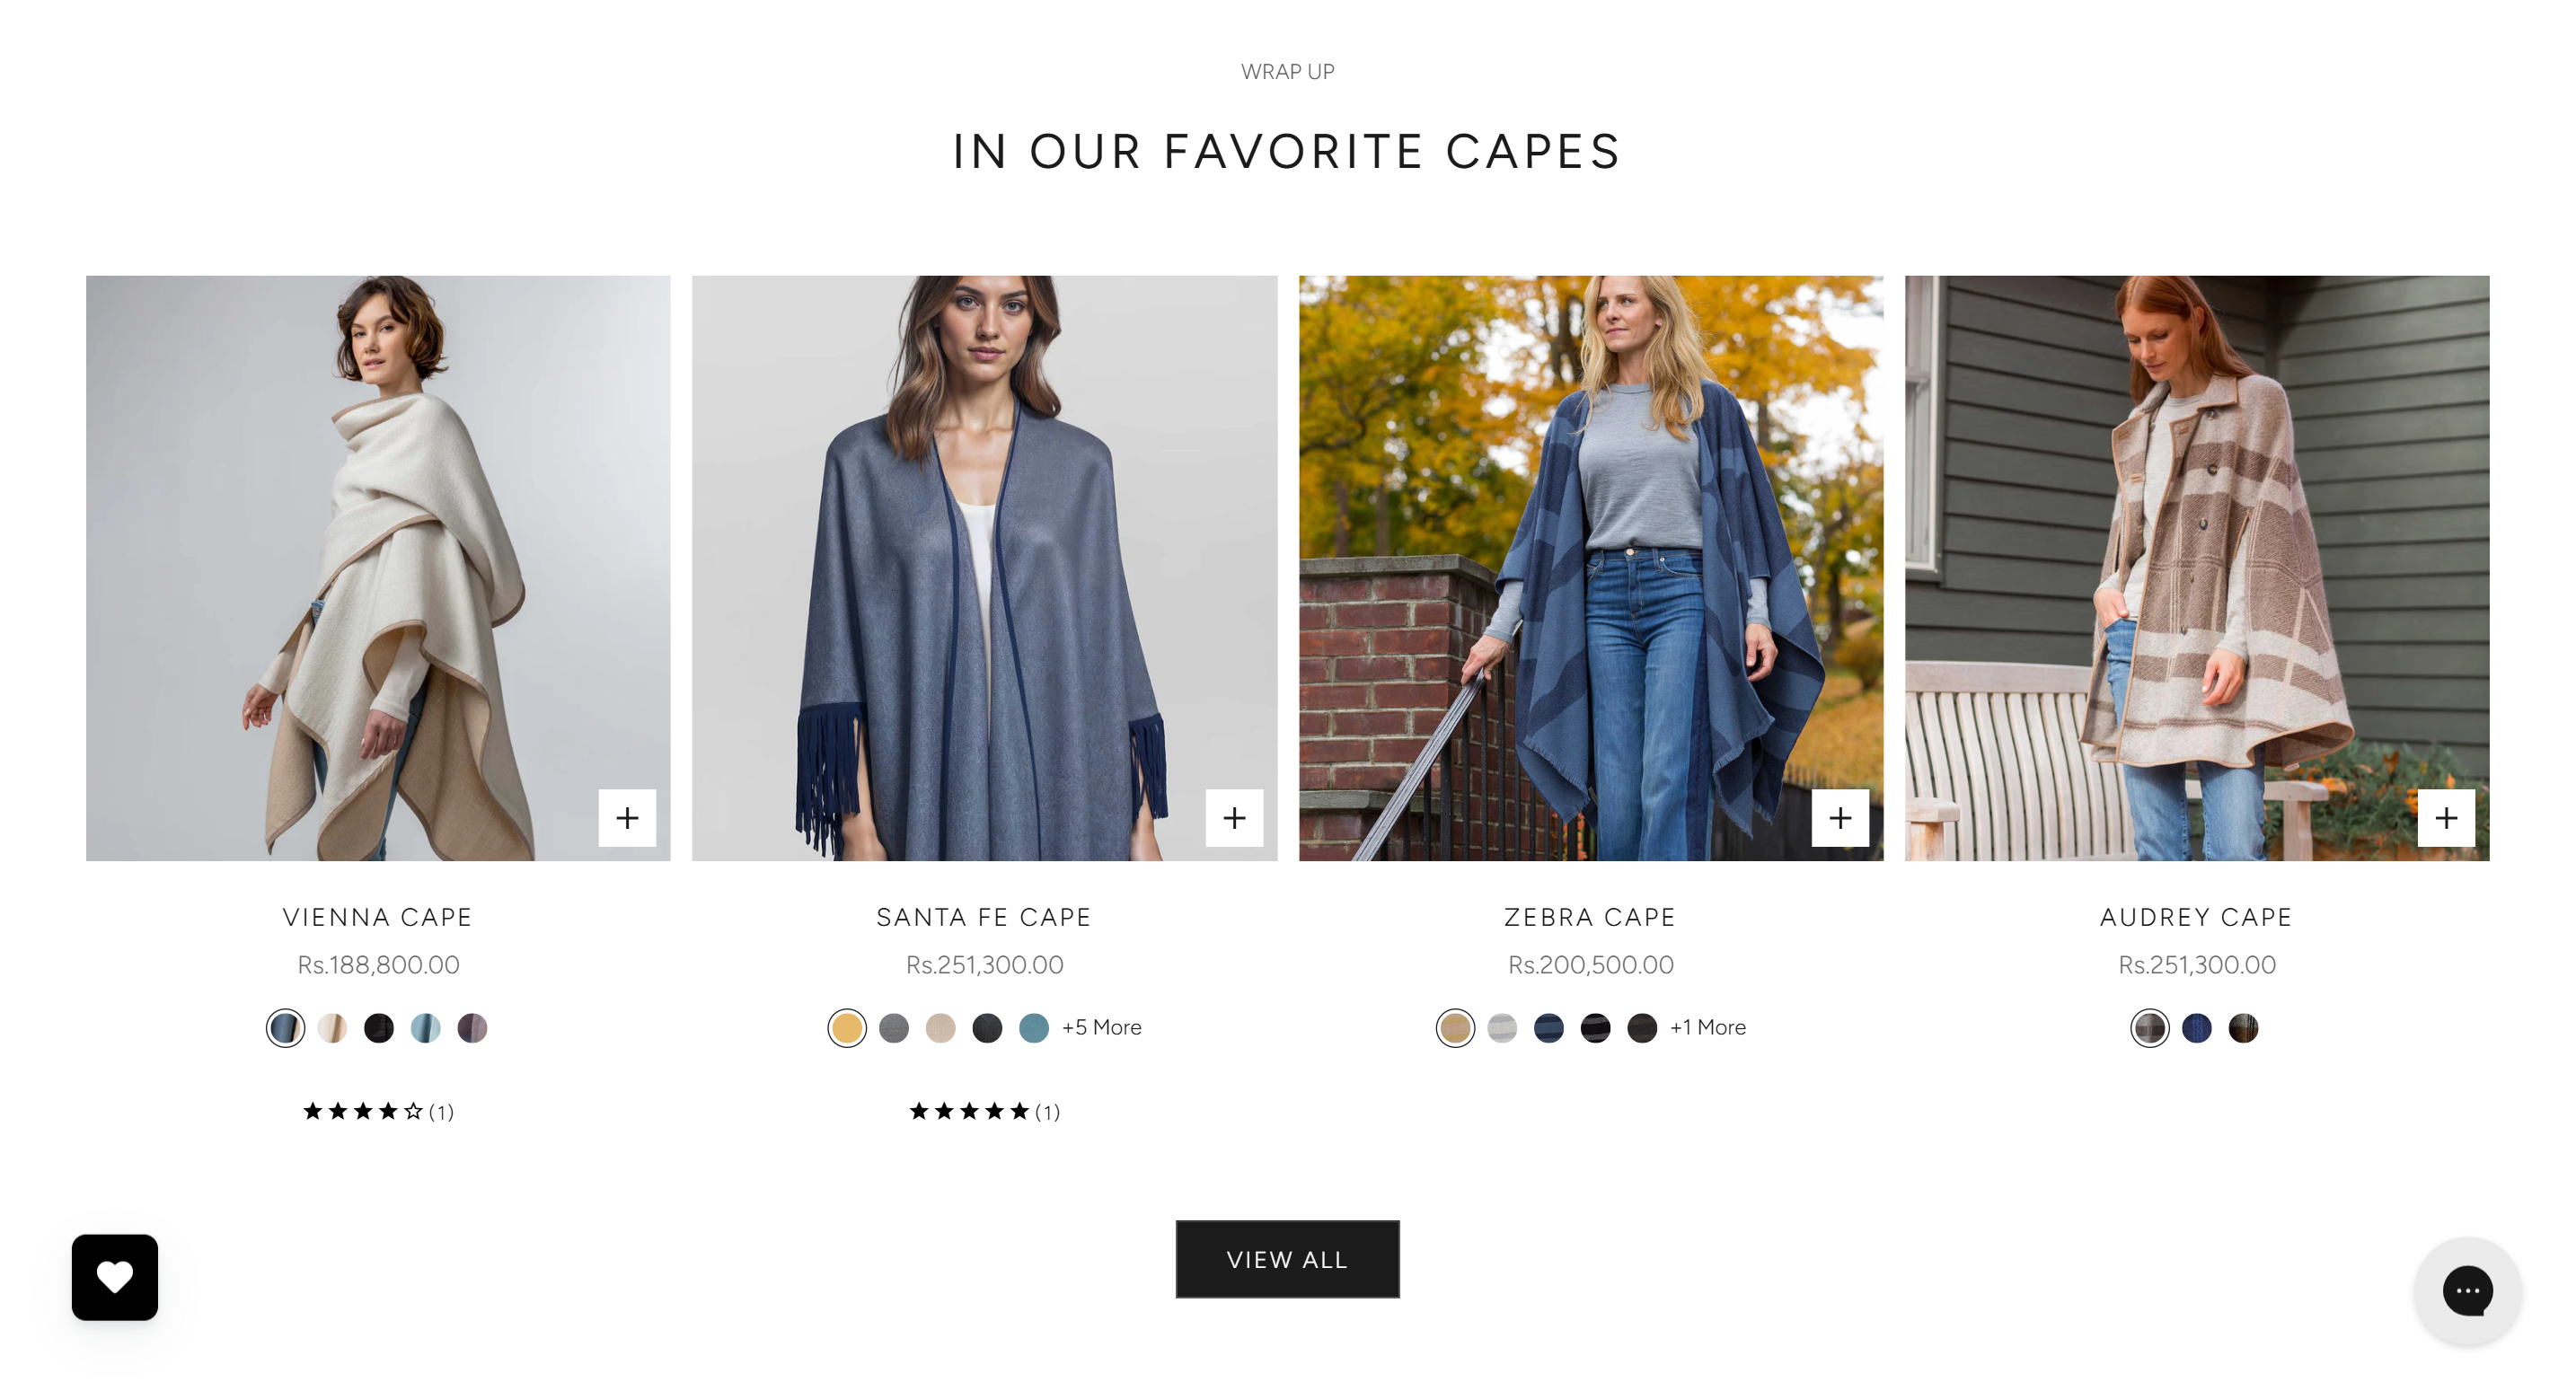 WRAP UP
IN OUR FAVORITE CAPES
VIENNA CAPE
Rs.188,800.00
(1)
SANTA FE CAPE
Rs.251,300.00
+5 More
(1)
ZEBRA CAPE
Rs.200,500.00
+1 More
AUDREY CAPE
Rs.251,300.00
VIEW ALL